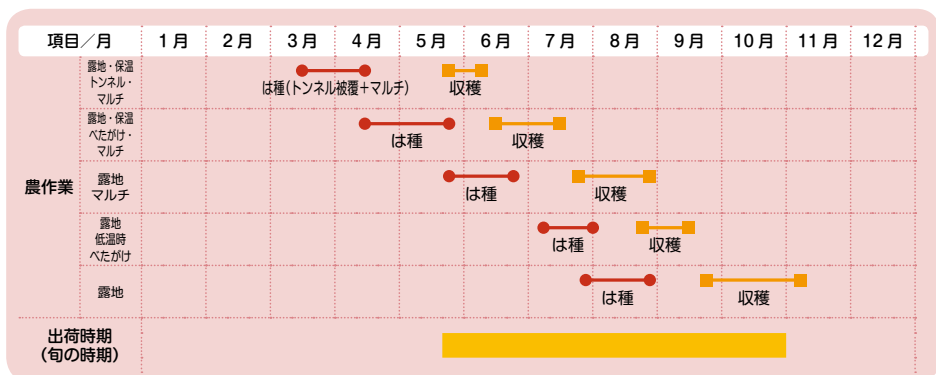 項目／月 1月 2月 3月 4月 5月 6月 7月 8月 9月 10月 11月 12月
農作業
露地・保温
トンネル・
マルチ
は種（トンネル被覆＋マルチ） 収穫
露地・保温
べたがけ・
マルチ
は種 収穫
露地
マルチ
は種 収穫
露地
低温時
べたがけ
は種 収穫
露地
は種 収穫
出荷時期
（旬の時期）